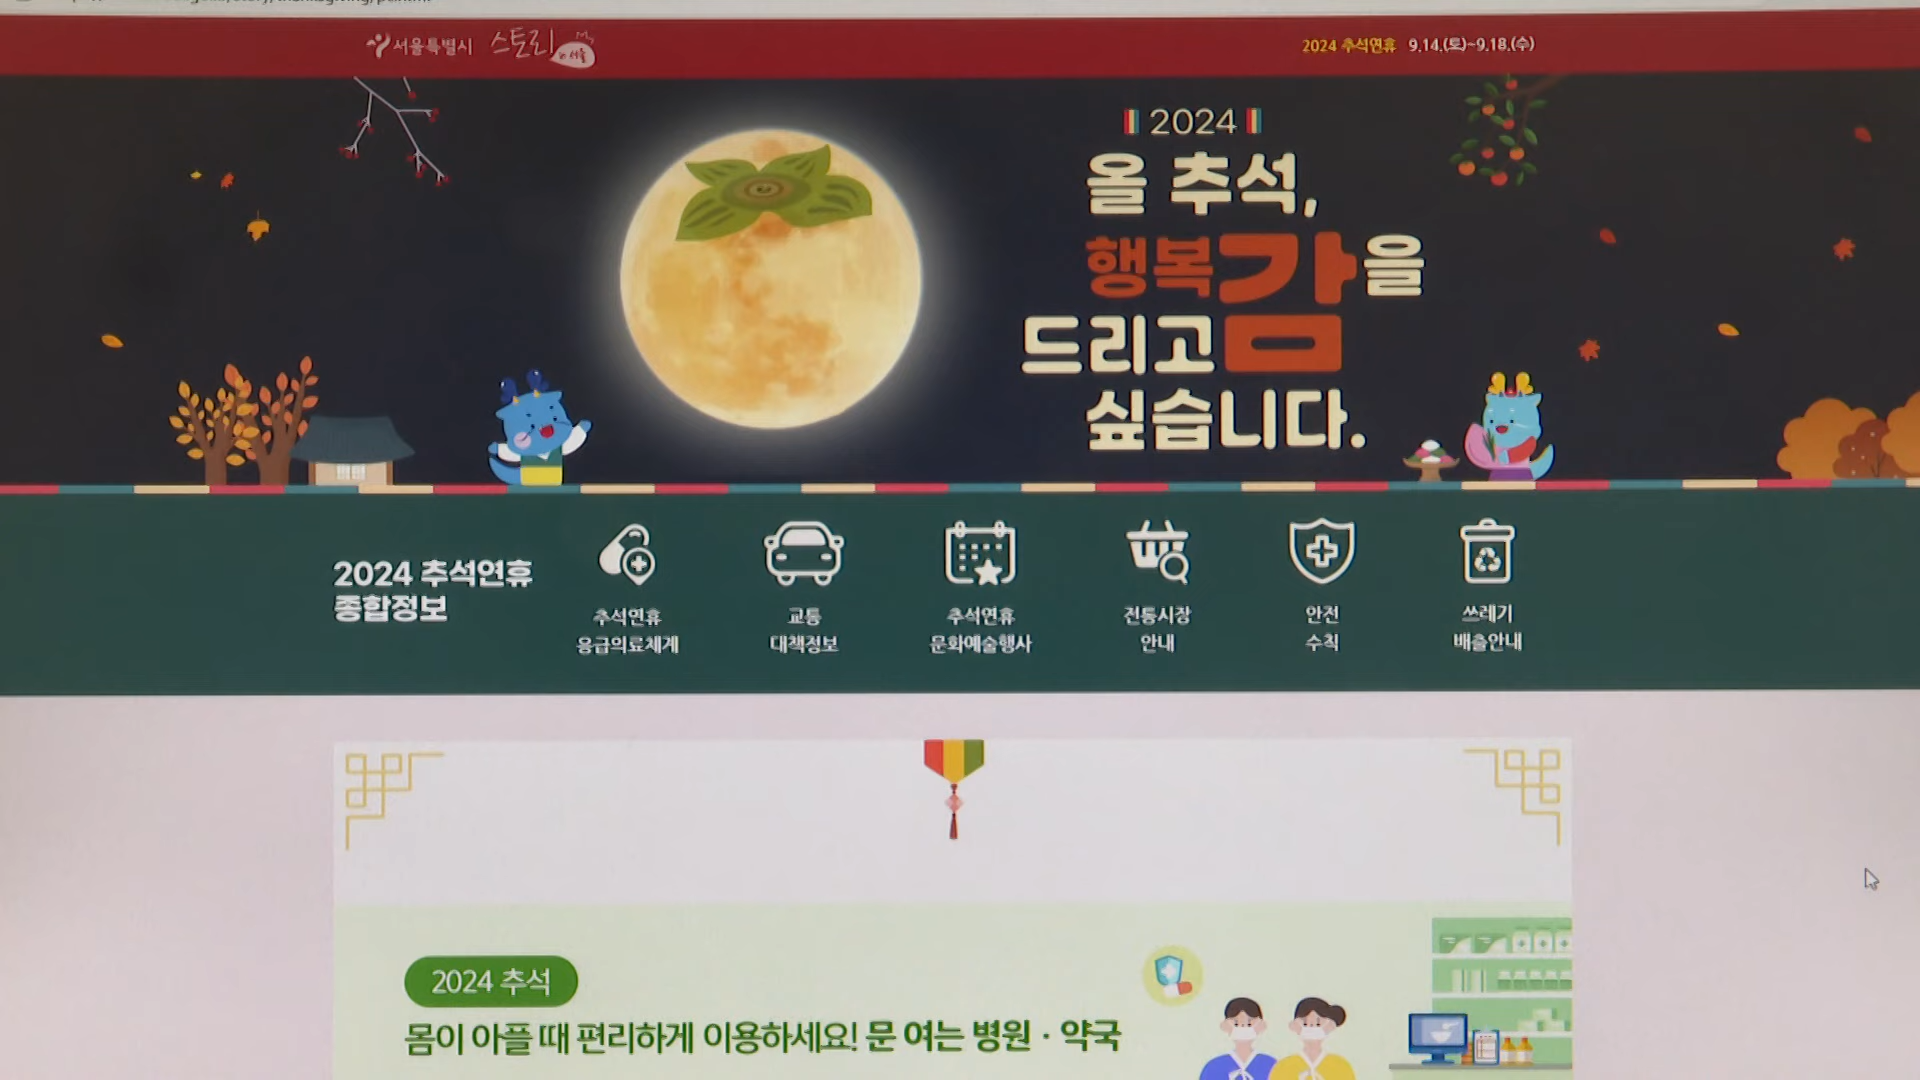 서울특별시 스토리 in 서울
2024 추석연휴 9.14.(토)~9.18.(수)
2024
올 추석,
행복감을
드리고
싶습니다.
2024 추석연휴
종합정보
추석연휴
응급의료체계
교통
대책정보
추석연휴
문화예술행사
전통시장
안내
안전
수칙
쓰레기
배출안내
2024 추석
몸이 아플 때 편리하게 이용하세요! 문 여는 병원 · 약국